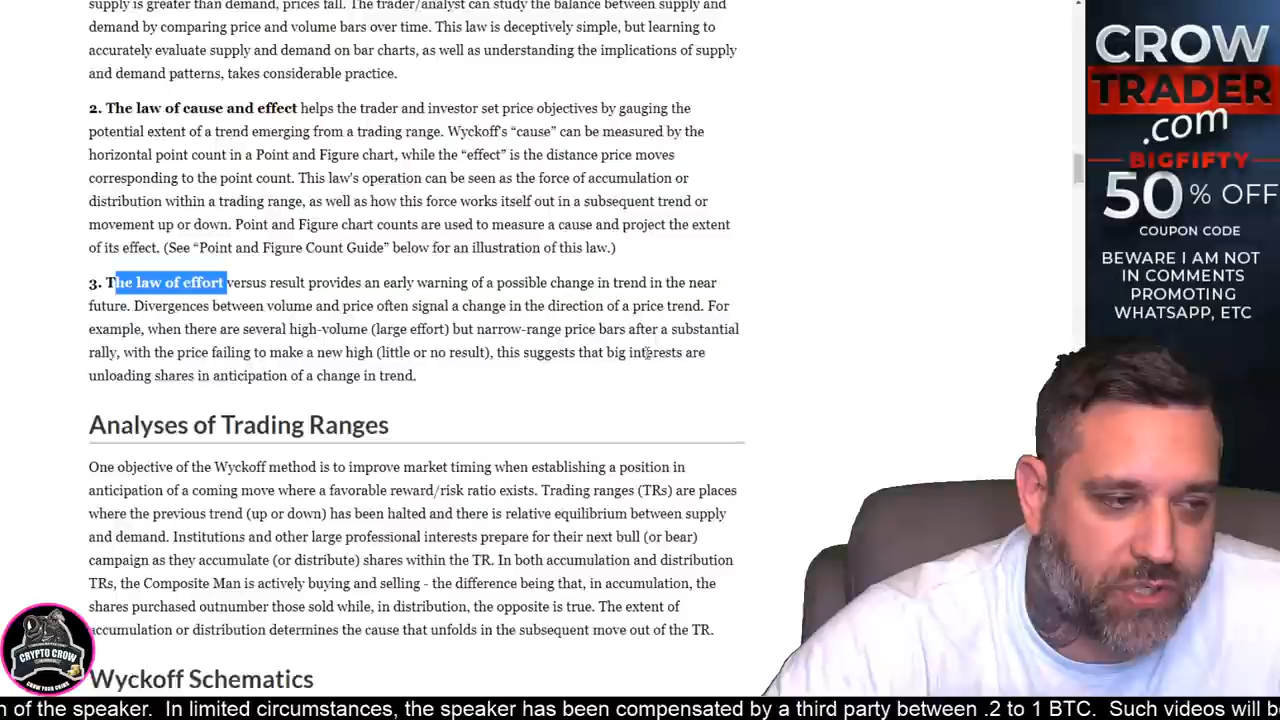 supply is greater than demand, prices fall. The trader/analyst can study the balance between supply and
demand by comparing price and volume bars over time. This law is deceptively simple, but learning to
accurately evaluate supply and demand on bar charts, as well as understanding the implications of supply
and demand patterns, takes considerable practice.
2. The law of cause and effect helps the trader and investor set price objectives by gauging the
potential extent of a trend emerging from a trading range. Wyckoff's “cause” can be measured by the
horizontal point count in a Point and Figure chart, while the “effect” is the distance price moves
corresponding to the point count. This law's operation can be seen as the force of accumulation or
distribution within a trading range, as well as how this force works itself out in a subsequent trend or
movement up or down. Point and Figure chart counts are used to measure a cause and project the extent
of its effect. (See “Point and Figure Count Guide” below for an illustration of this law.)
3. The law of effort versus result provides an early warning of a possible change in trend in the near
future. Divergences between volume and price often signal a change in the direction of a price trend. For
example, when there are several high-volume (large effort) but narrow-range price bars after a substantial
rally, with the price failing to make a new high (little or no result), this suggests that big interests are
unloading shares in anticipation of a change in trend.
Analyses of Trading Ranges
One objective of the Wyckoff method is to improve market timing when establishing a position in
anticipation of a coming move where a favorable reward/risk ratio exists. Trading ranges (TRs) are places
where the previous trend (up or down) has been halted and there is relative equilibrium between supply
and demand. Institutions and other large professional interests prepare for their next bull (or bear)
campaign as they accumulate (or distribute) shares within the TR. In both accumulation and distribution
TRs, the Composite Man is actively buying and selling - the difference being that, in accumulation, the
shares purchased outnumber those sold while, in distribution, the opposite is true. The extent of
accumulation or distribution determines the cause that unfolds in the subsequent move out of the TR.
Wyckoff Schematics
CROW
TRADER
.com
BIGFIFTY
50 % OFF
COUPON CODE
BEWARE I AM NOT
IN COMMENTS
PROMOTING
WHATSAPP, ETC
CRYPTO CROW
n of the speaker. In limited circumstances, the speaker has been compensated by a third party between .2 to 1 BTC. Such videos will b